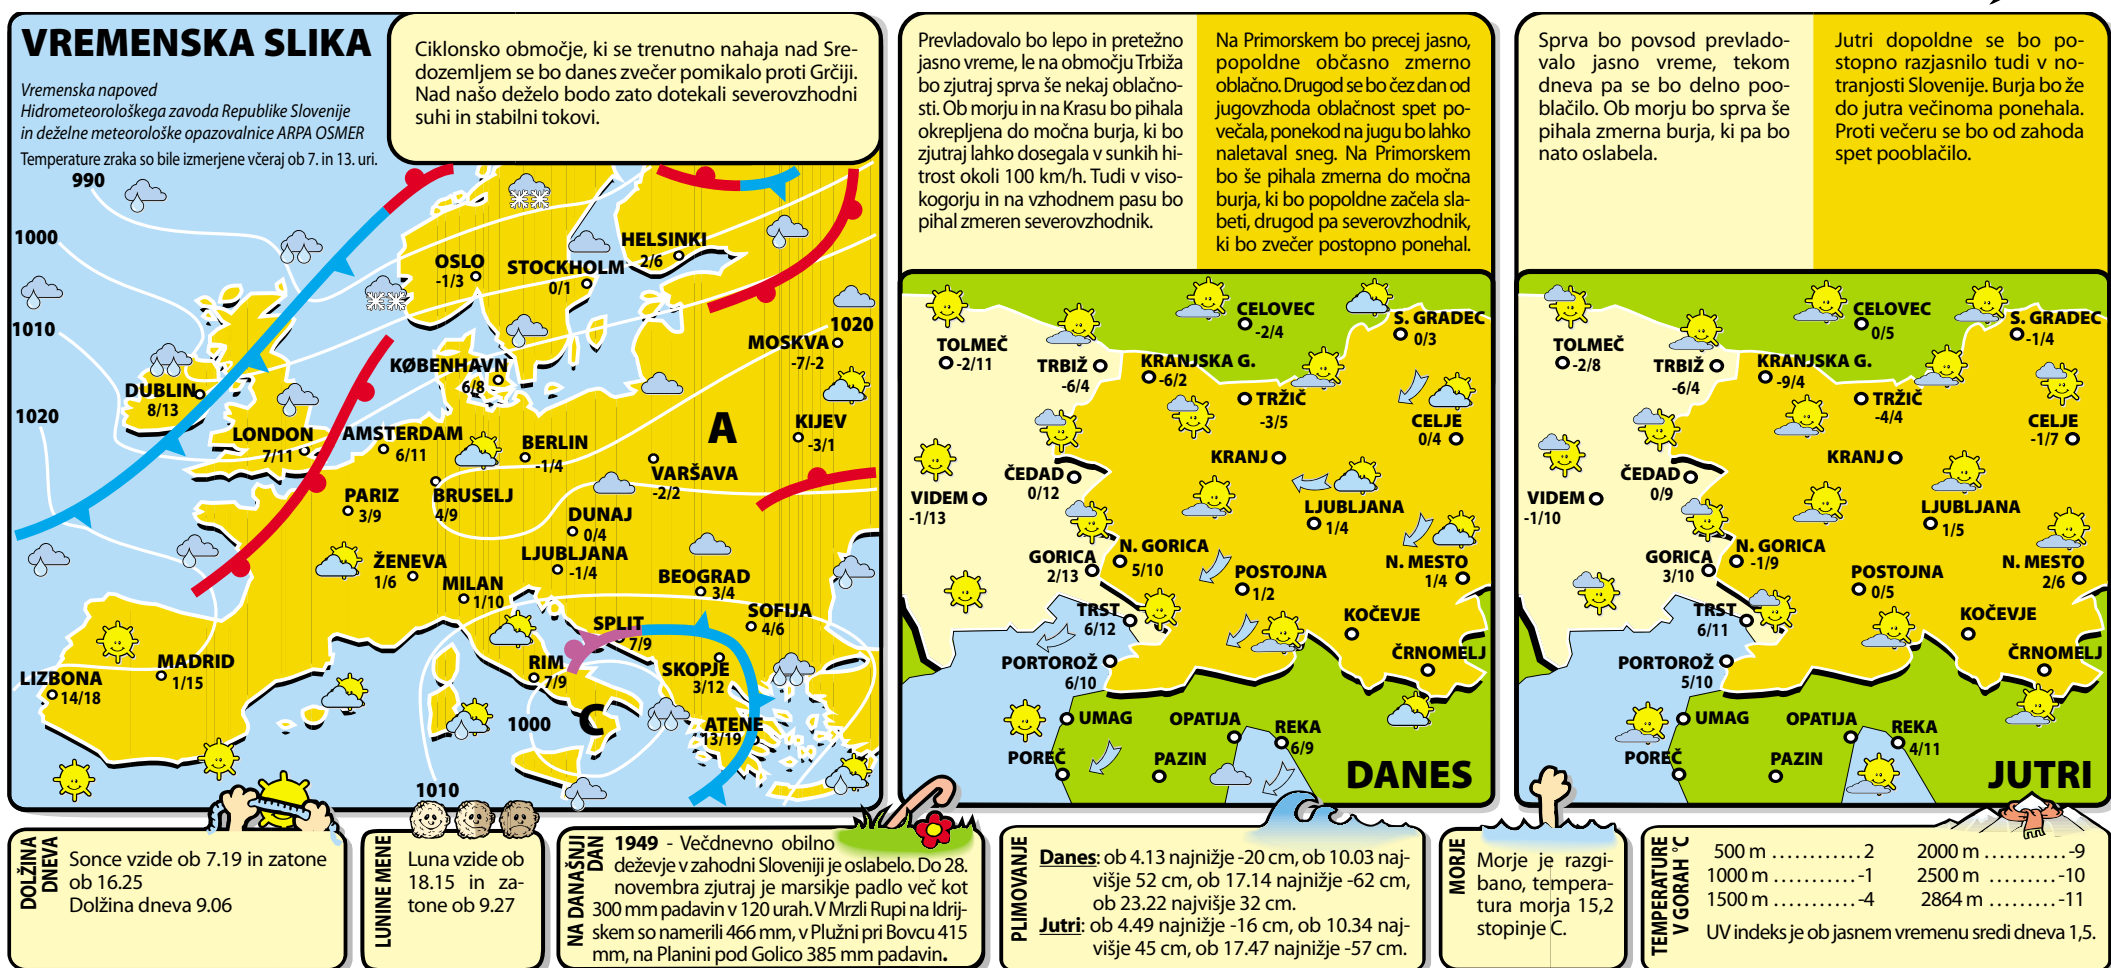 VREMENSKA SLIKA
Vremenska napoved
Hidrometeorološkega zavoda Republike Slovenije
in deželne meteorološke opazovalnice ARPA OSMER
Temperature zraka so bile izmerjene včeraj ob 7. in 13. uri.
Ciklonsko območje, ki se trenutno nahaja nad Sre-
dozemljem se bo danes zvečer pomikalo proti Grčiji.
Nad našo deželo bodo zato dotekali severovzhodni
suhi in stabilni tokovi.
990
1000
1010
1020
HELSINKI
2/6
OSLO
-1/3
STOCKHOLM
0/1
1020
MOSKVA
-7/-2
KØBENHAVN
6/8
DUBLIN
8/13
A
KIJEV
-3/1
LONDON
7/11
AMSTERDAM
6/11
BERLIN
-1/4
VARŠAVA
-2/2
PARIZ
3/9
BRUSELJ
4/9
DUNAJ
0/4
LJUBLJANA
-1/4
ŽENEVA
1/6
MILAN
1/10
BEOGRAD
3/4
SOFIJA
4/6
SPLIT
7/9
MADRID
1/15
LIZBONA
14/18
RIM
7/9
SKOPJE
3/12
1000
C
ATENE
13/19
1010
Prevladovalo bo lepo in pretežno
jasno vreme, le na območju Trbiža
bo zjutraj sprva še nekaj oblačno-
sti. Ob morju in na Krasu bo pihala
okrepljena do močna burja, ki bo
zjutraj lahko dosegala v sunkih hi-
trost okoli 100 km/h. Tudi v viso-
kogorju in na vzhodnem pasu bo
pihal zmeren severovzhodnik.
Na Primorskem bo precej jasno,
popoldne občasno zmerno
oblačno. Drugod se bo čez dan od
jugovzhoda oblačnost spet po-
večala, ponekod na jugu bo lahko
naletaval sneg. Na Primorskem
bo še pihala zmerna do močna
burja, ki bo popoldne začela sla-
beti, drugod pa severovzhodnik,
ki bo zvečer postopno ponehal.
CELOVEC
-2/4
S. GRADEC
0/3
TOLMEČ
-2/11
TRBIŽ
-6/4
KRANJSKA G.
-6/2
TRŽIČ
-3/5
CELJE
0/4
KRANJ
ČEDAD
0/12
VIDEM
-1/13
LJUBLJANA
1/4
GORICA
2/13
N. GORICA
5/10
N. MESTO
1/4
POSTOJNA
1/2
TRST
6/12
KOČEVJE
PORTOROŽ
6/10
ČRNOMELJ
UMAG
OPATIJA
REKA
6/9
POREČ
PAZIN
DANES
Sprva bo povsod prevlado-
valo jasno vreme, tekom
dneva pa se bo delno poo-
blačilo. Ob morju bo sprva še
pihala zmerna burja, ki pa bo
nato oslabela.
Jutri dopoldne se bo po-
stopno razjasnilo tudi v no-
tranjosti Slovenije. Burja bo že
do jutra večinoma ponehala.
Proti večeru se bo od zahoda
spet pooblačilo.
CELOVEC
0/5
S. GRADEC
-1/4
TOLMEČ
-2/8
TRBIŽ
-6/4
KRANJSKA G.
-9/4
TRŽIČ
-4/4
CELJE
-1/7
KRANJ
ČEDAD
0/9
VIDEM
-1/10
LJUBLJANA
1/5
GORICA
3/10
N. GORICA
-1/9
N. MESTO
2/6
POSTOJNA
0/5
TRST
6/11
KOČEVJE
PORTOROŽ
5/10
ČRNOMELJ
UMAG
OPATIJA
REKA
4/11
POREČ
PAZIN
JUTRI
DOLŽINA
DNEVA
Sonce vzide ob 7.19 in zatone
ob 16.25
Dolžina dneva 9.06
LUNINE MENE
Luna vzide ob
18.15 in za-
tone ob 9.27
NA DANAŠNJI
DAN
1949 - Večdnevno obilno
deževje v zahodni Sloveniji je oslabelo. Do 28.
novembra zjutraj je marsikje padlo več kot
300 mm padavin v 120 urah. V Mrzli Rupi na Idrij-
skem so namerili 466 mm, v Plužni pri Bovcu 415
mm, na Planini pod Golico 385 mm padavin.
PLIMOVANJE
Danes: ob 4.13 najnižje -20 cm, ob 10.03 naj-
višje 52 cm, ob 17.14 najnižje -62 cm,
ob 23.22 najvišje 32 cm.
Jutri: ob 4.49 najnižje -16 cm, ob 10.34 naj-
višje 45 cm, ob 17.47 najnižje -57 cm.
MORJE
Morje je razgi-
bano, tempera-
tura morja 15,2
stopinje C.
TEMPERATURE
V GORAH °C
500 m ............ 2
1000 m ...........-1
1500 m ...........-4
2000 m ...........-9
2500 m .........-10
2864 m .........-11
UV indeks je ob jasnem vremenu sredi dneva 1,5.